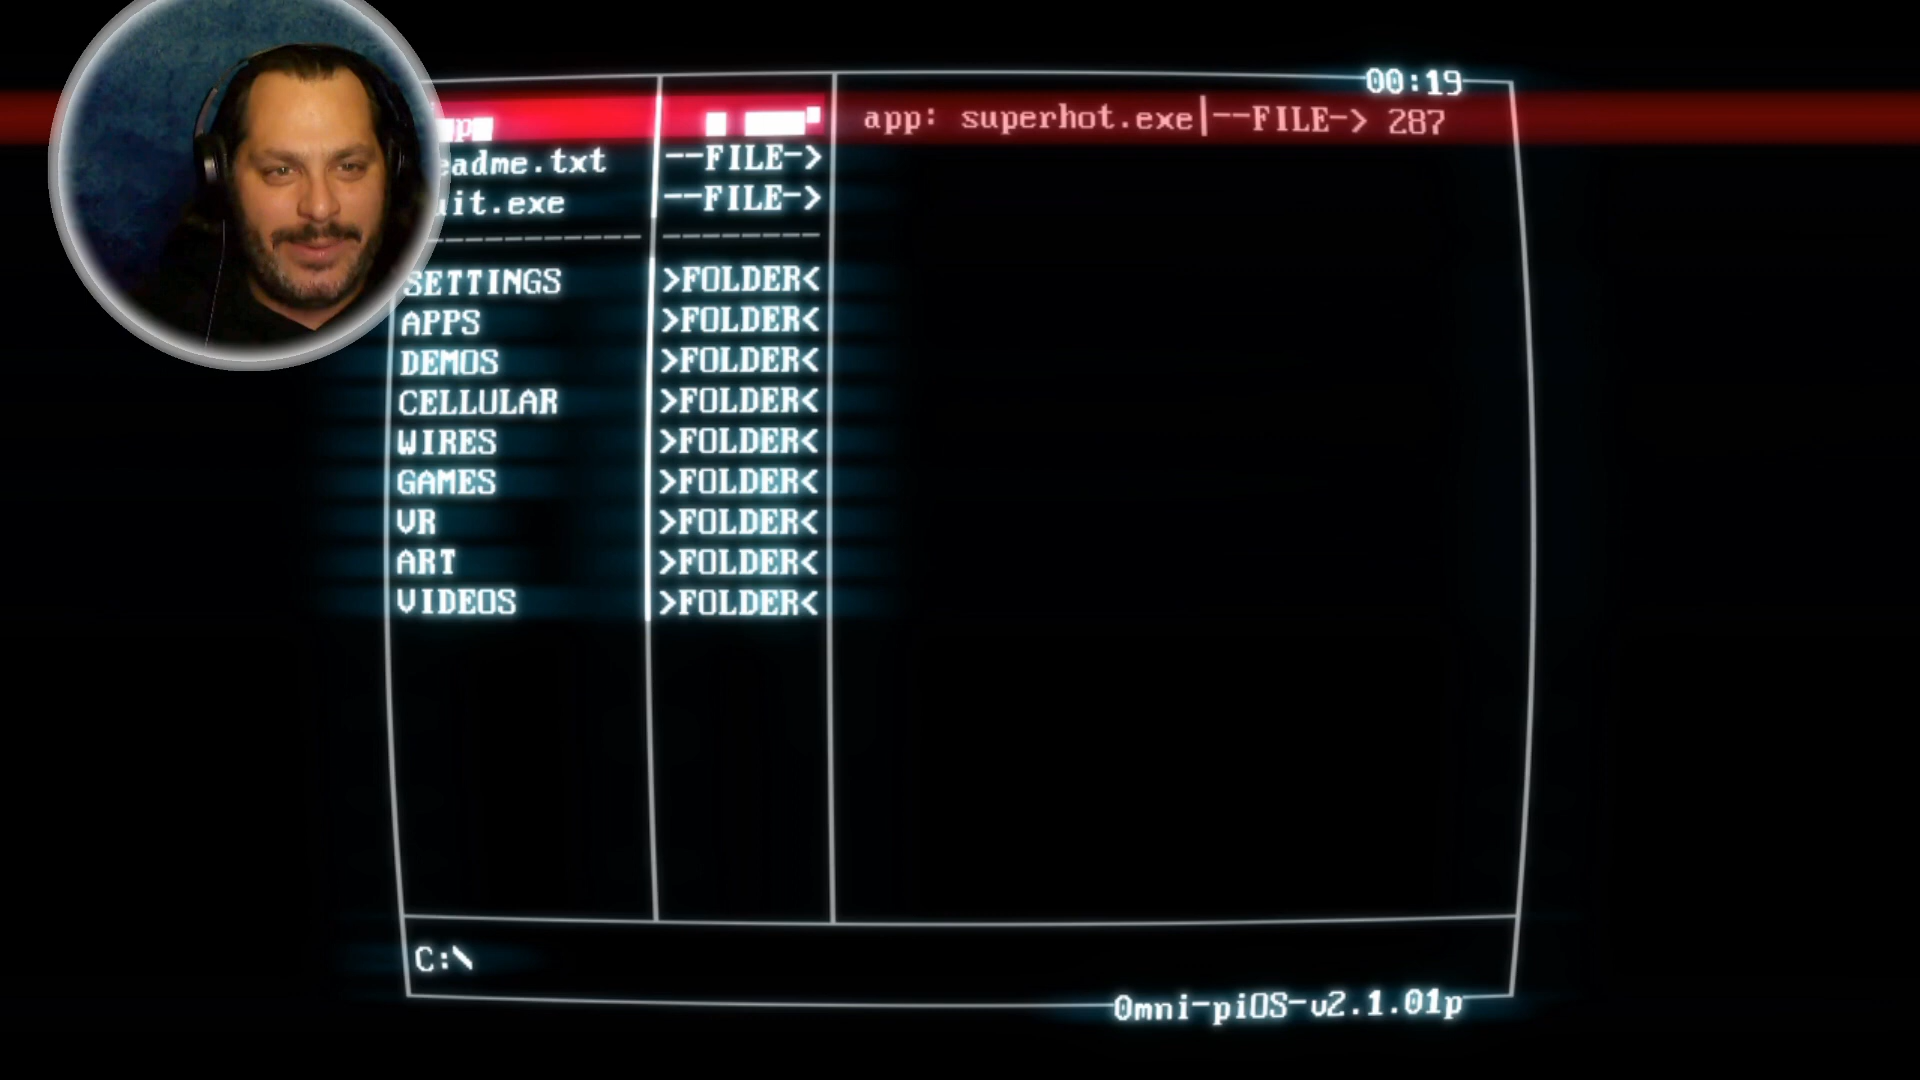 00:19
app: superhot.exe|--FILE-> 287
--FILE->
--FILE->
SETTINGS >FOLDER<
APPS >FOLDER<
DEMOS >FOLDER<
CELLULAR >FOLDER<
WIRES >FOLDER<
GAMES >FOLDER<
VR >FOLDER<
ART >FOLDER<
VIDEOS >FOLDER<
C:\
Omni-piOS-v2.1.01p